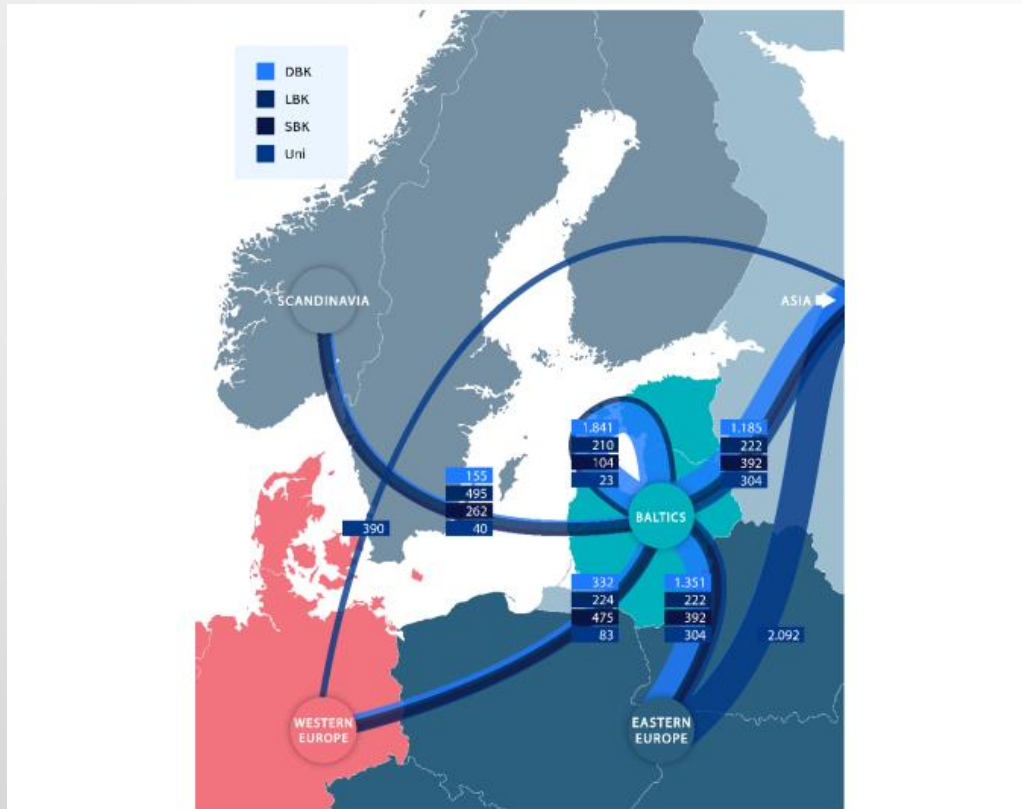 DBK
LBK
SBK
Uni
SCANDINAVIA
ASIA
1.841
210
104
23
1.185
222
392
304
155
495
262
40
BALTICS
390
332
224
475
83
1.351
222
392
304
2.092
WESTERN
EUROPE
EASTERN
EUROPE